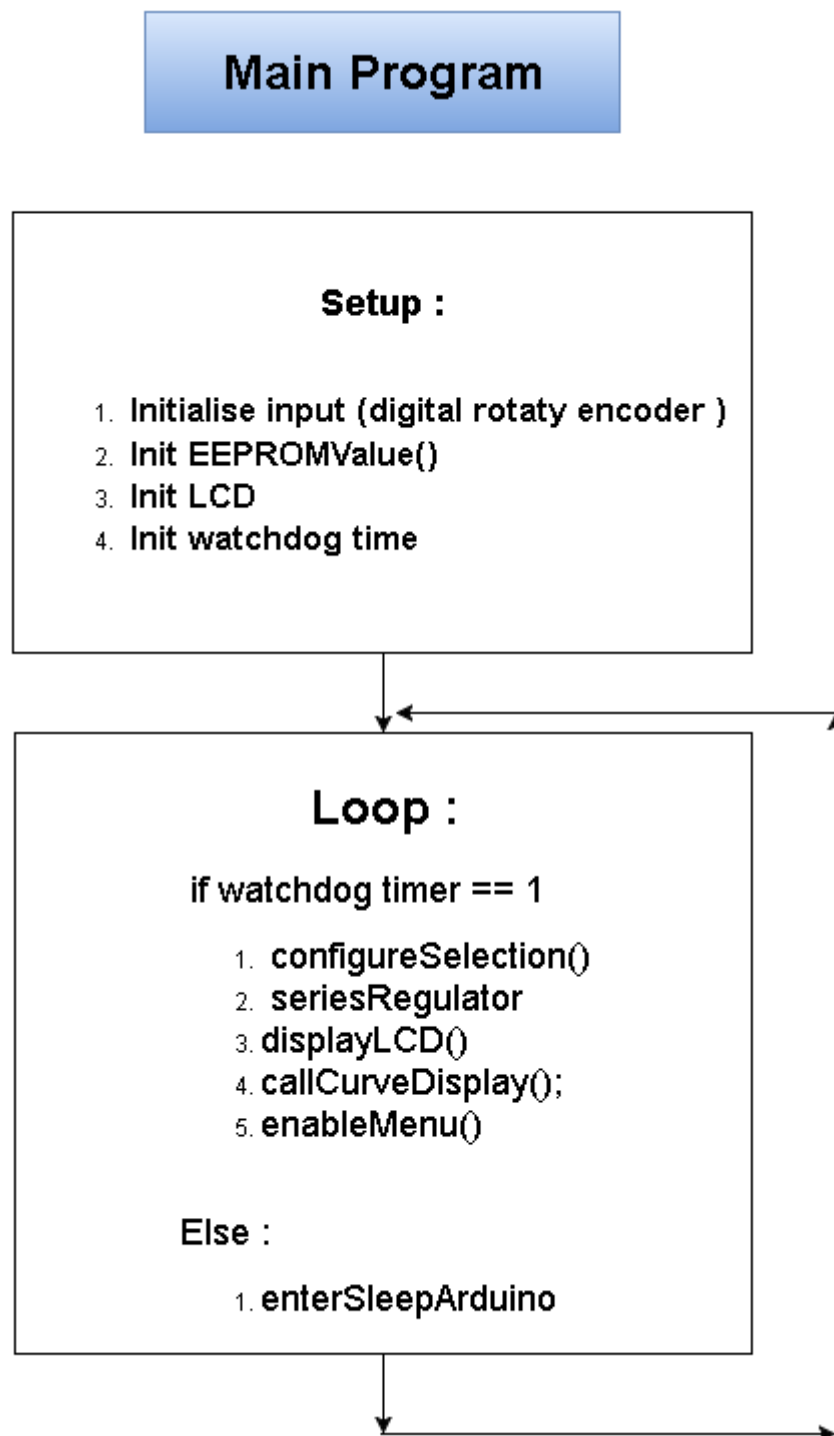 Main Program
Setup :
1. Initialise input (digital rotaty encoder )
2. Init EEPROMValue()
3. Init LCD
4. Init watchdog time
Loop :
if watchdog timer == 1
1. configureSelection()
2. seriesRegulator
3. displayLCD()
4. callCurveDisplay();
5. enableMenu()
Else :
1. enterSleepArduino